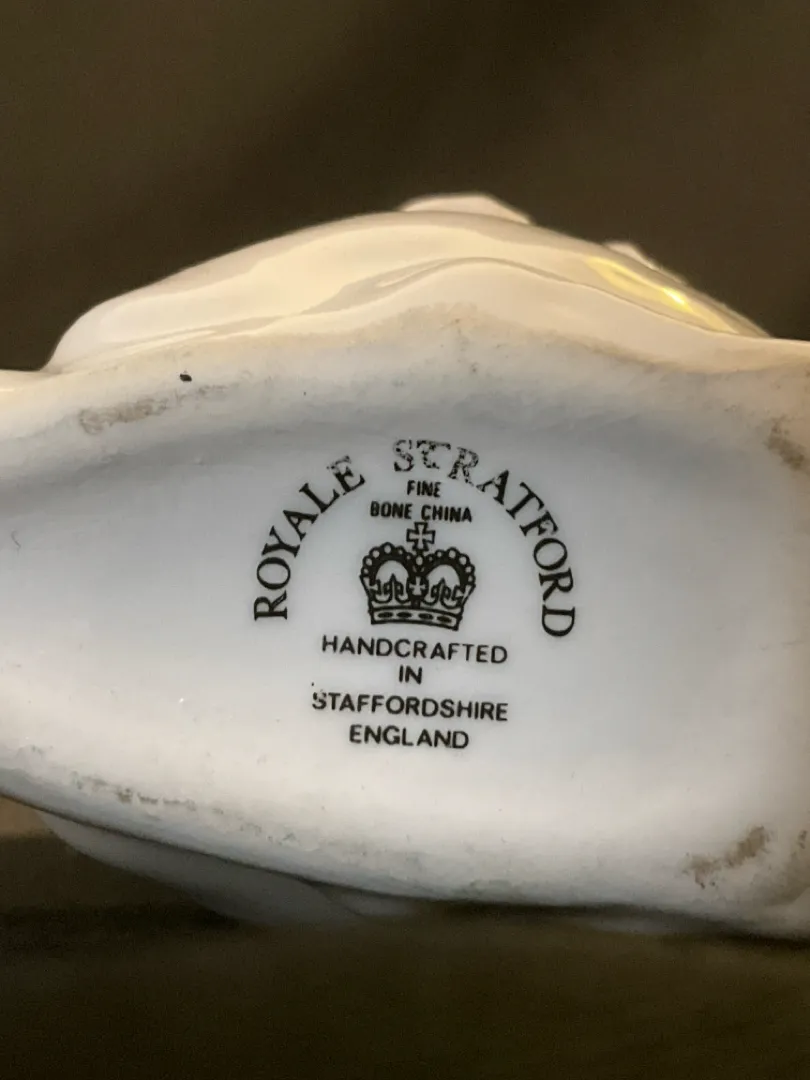 ROYALE STRATFORD
FINE
BONE CHINA
HANDCRAFTED
IN
STAFFORDSHIRE
ENGLAND